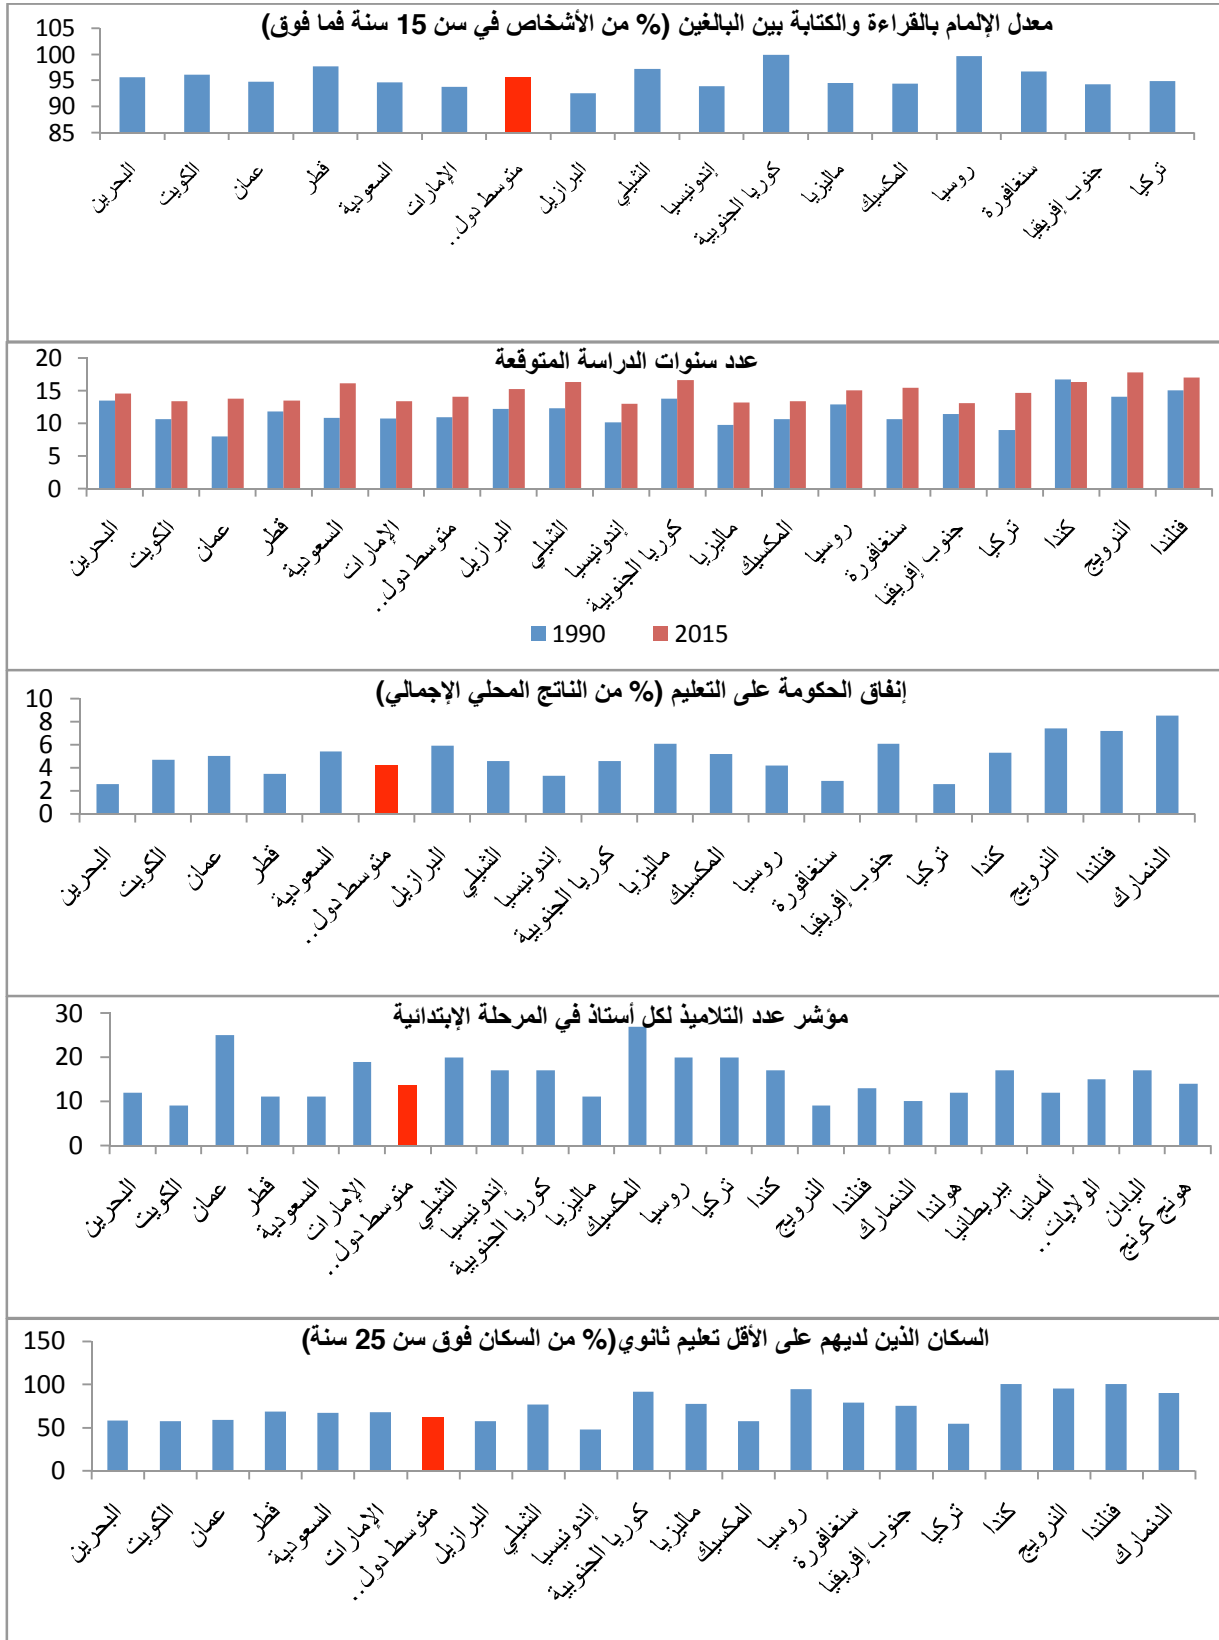 معدل الإلمام بالقراءة والكتابة بين البالغين (% من الأشخاص في سن 15 سنة فما فوق)
105
100
95
90
85
البحرين
الكويت
عمان
قطر
السعودية
الإمارات
متوسط دول..
البرازيل
الشيلي
إندونيسيا
كوريا الجنوبية
ماليزيا
المكسيك
روسيا
سنغافورة
جنوب إفريقيا
تركيا
عدد سنوات الدراسة المتوقعة
20
15
10
5
0
البحرين
الكويت
عمان
قطر
السعودية
الإمارات
متوسط دول..
البرازيل
الشيلي
إندونيسيا
كوريا الجنوبية
ماليزيا
المكسيك
روسيا
سنغافورة
جنوب إفريقيا
تركيا
كندا
النرويج
فنلندا
1990
2015
إنفاق الحكومة على التعليم (% من الناتج المحلي الإجمالي)
10
8
6
4
2
0
البحرين
الكويت
عمان
قطر
السعودية
متوسط دول..
البرازيل
الشيلي
إندونيسيا
كوريا الجنوبية
ماليزيا
المكسيك
روسيا
سنغافورة
جنوب إفريقيا
تركيا
كندا
النرويج
فنلندا
الدنمارك
مؤشر عدد التلاميذ لكل أستاذ في المرحلة الإبتدائية
30
20
10
0
البحرين
الكويت
عمان
قطر
السعودية
الإمارات
متوسط دول..
الشيلي
إندونيسيا
كوريا الجنوبية
ماليزيا
المكسيك
روسيا
تركيا
كندا
النرويج
فنلندا
الدنمارك
هولندا
بيريطانيا
ألمانيا
الولايات..
اليابان
هونج كونج
السكان الذين لديهم على الأقل تعليم ثانوي(% من السكان فوق سن 25 سنة)
150
100
50
0
البحرين
الكويت
عمان
قطر
السعودية
الإمارات
متوسط دول..
البرازيل
الشيلي
إندونيسيا
كوريا الجنوبية
ماليزيا
المكسيك
روسيا
سنغافورة
جنوب إفريقيا
تركيا
كندا
النرويج
فنلندا
الدنمارك